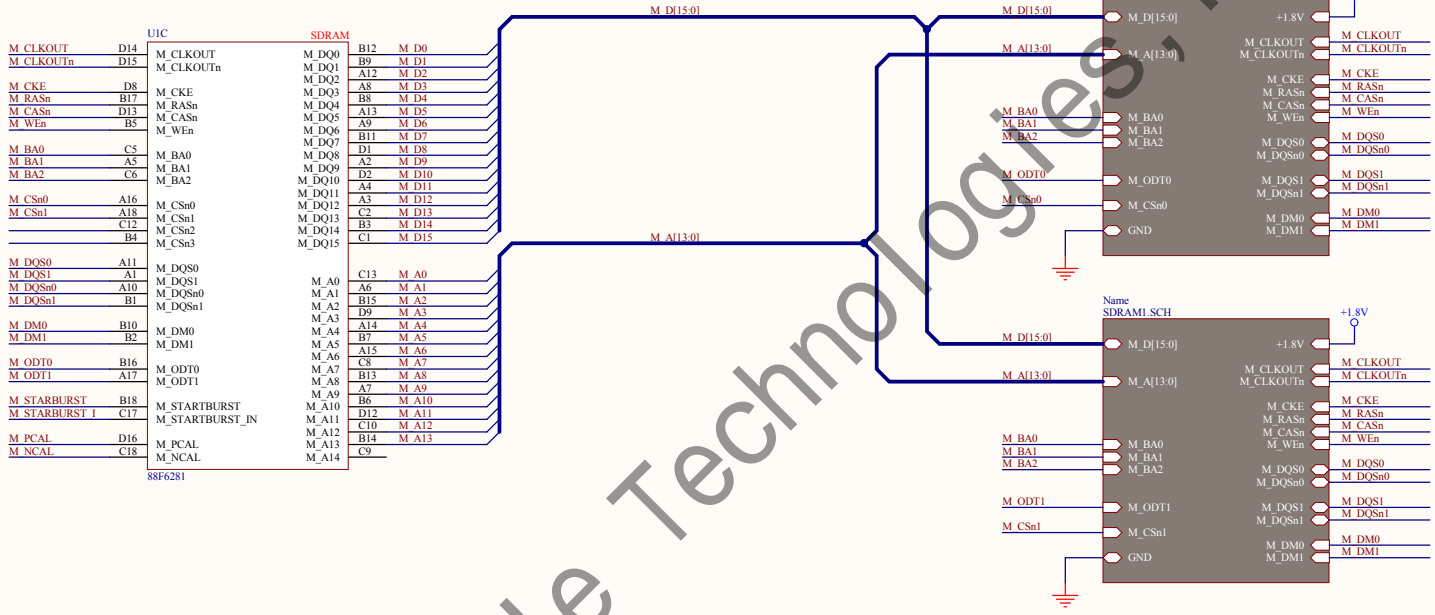 M_D[15:0]
M_D[15:0]
M_D[15:0]
+1.8V
U1C
SDRAM
M_CLKOUT D14 M_CLKOUT
M_CLKOUTn D15 M_CLKOUTn
M_CKE D8 M_CKE
M_RASn B17 M_RASn
M_CASn D13 M_CASn
M_WEn B5 M_WEn
M_BA0 C5 M_BA0
M_BA1 A5 M_BA1
M_BA2 C6 M_BA2
M_CSn0 A16 M_CSn0
M_CSn1 A18 M_CSn1
C12 M_CSn2
B4 M_CSn3
M_DQS0 A11 M_DQS0
M_DQS1 A1 M_DQS1
M_DQSn0 A10 M_DQSn0
M_DQSn1 B1 M_DQSn1
M_DM0 B10 M_DM0
M_DM1 B2 M_DM1
M_ODT0 B16 M_ODT0
M_ODT1 A17 M_ODT1
M_STARBURST B18 M_STARTBURST
M_STARBURST_I C17 M_STARTBURST_IN
M_PCAL D16 M_PCAL
M_NCAL C18 M_NCAL
88F6281
M_DQ0 B12 M_D0
M_DQ1 B9 M_D1
M_DQ2 A12 M_D2
M_DQ3 A8 M_D3
M_DQ4 B8 M_D4
M_DQ5 A13 M_D5
M_DQ6 A9 M_D6
M_DQ7 B11 M_D7
M_DQ8 D1 M_D8
M_DQ9 A2 M_D9
M_DQ10 D2 M_D10
M_DQ11 A4 M_D11
M_DQ12 A3 M_D12
M_DQ13 C2 M_D13
M_DQ14 B3 M_D14
M_DQ15 C1 M_D15
M_A0 C13 M_A0
M_A1 A6 M_A1
M_A2 B15 M_A2
M_A3 D9 M_A3
M_A4 A14 M_A4
M_A5 B7 M_A5
M_A6 A15 M_A6
M_A7 C8 M_A7
M_A8 B13 M_A8
M_A9 A7 M_A9
M_A10 B6 M_A10
M_A11 D12 M_A11
M_A12 C10 M_A12
M_A13 B14 M_A13
M_A14 C9
M_A[13:0]
M_A[13:0] M_A[13:0]
M_BA0 M_BA0
M_BA1 M_BA1
M_BA2 M_BA2
M_ODT0 M_ODT0
M_CSn0 M_CSn0
GND
M_CLKOUT M_CLKOUT
M_CLKOUTn M_CLKOUTn
M_CKE M_CKE
M_RASn M_RASn
M_CASn M_CASn
M_WEn M_WEn
M_DQS0 M_DQS0
M_DQSn0 M_DQSn0
M_DQS1 M_DQS1
M_DQSn1 M_DQSn1
M_DM0 M_DM0
M_DM1 M_DM1
Name
SDRAM1.SCH
+1.8V
M_D[15:0] M_D[15:0]
+1.8V
M_A[13:0] M_A[13:0]
M_BA0 M_BA0
M_BA1 M_BA1
M_BA2 M_BA2
M_ODT1 M_ODT1
M_CSn1 M_CSn1
GND
M_CLKOUT M_CLKOUT
M_CLKOUTn M_CLKOUTn
M_CKE M_CKE
M_RASn M_RASn
M_CASn M_CASn
M_WEn M_WEn
M_DQS0 M_DQS0
M_DQSn0 M_DQSn0
M_DQS1 M_DQS1
M_DQSn1 M_DQSn1
M_DM0 M_DM0
M_DM1 M_DM1
Technologies,